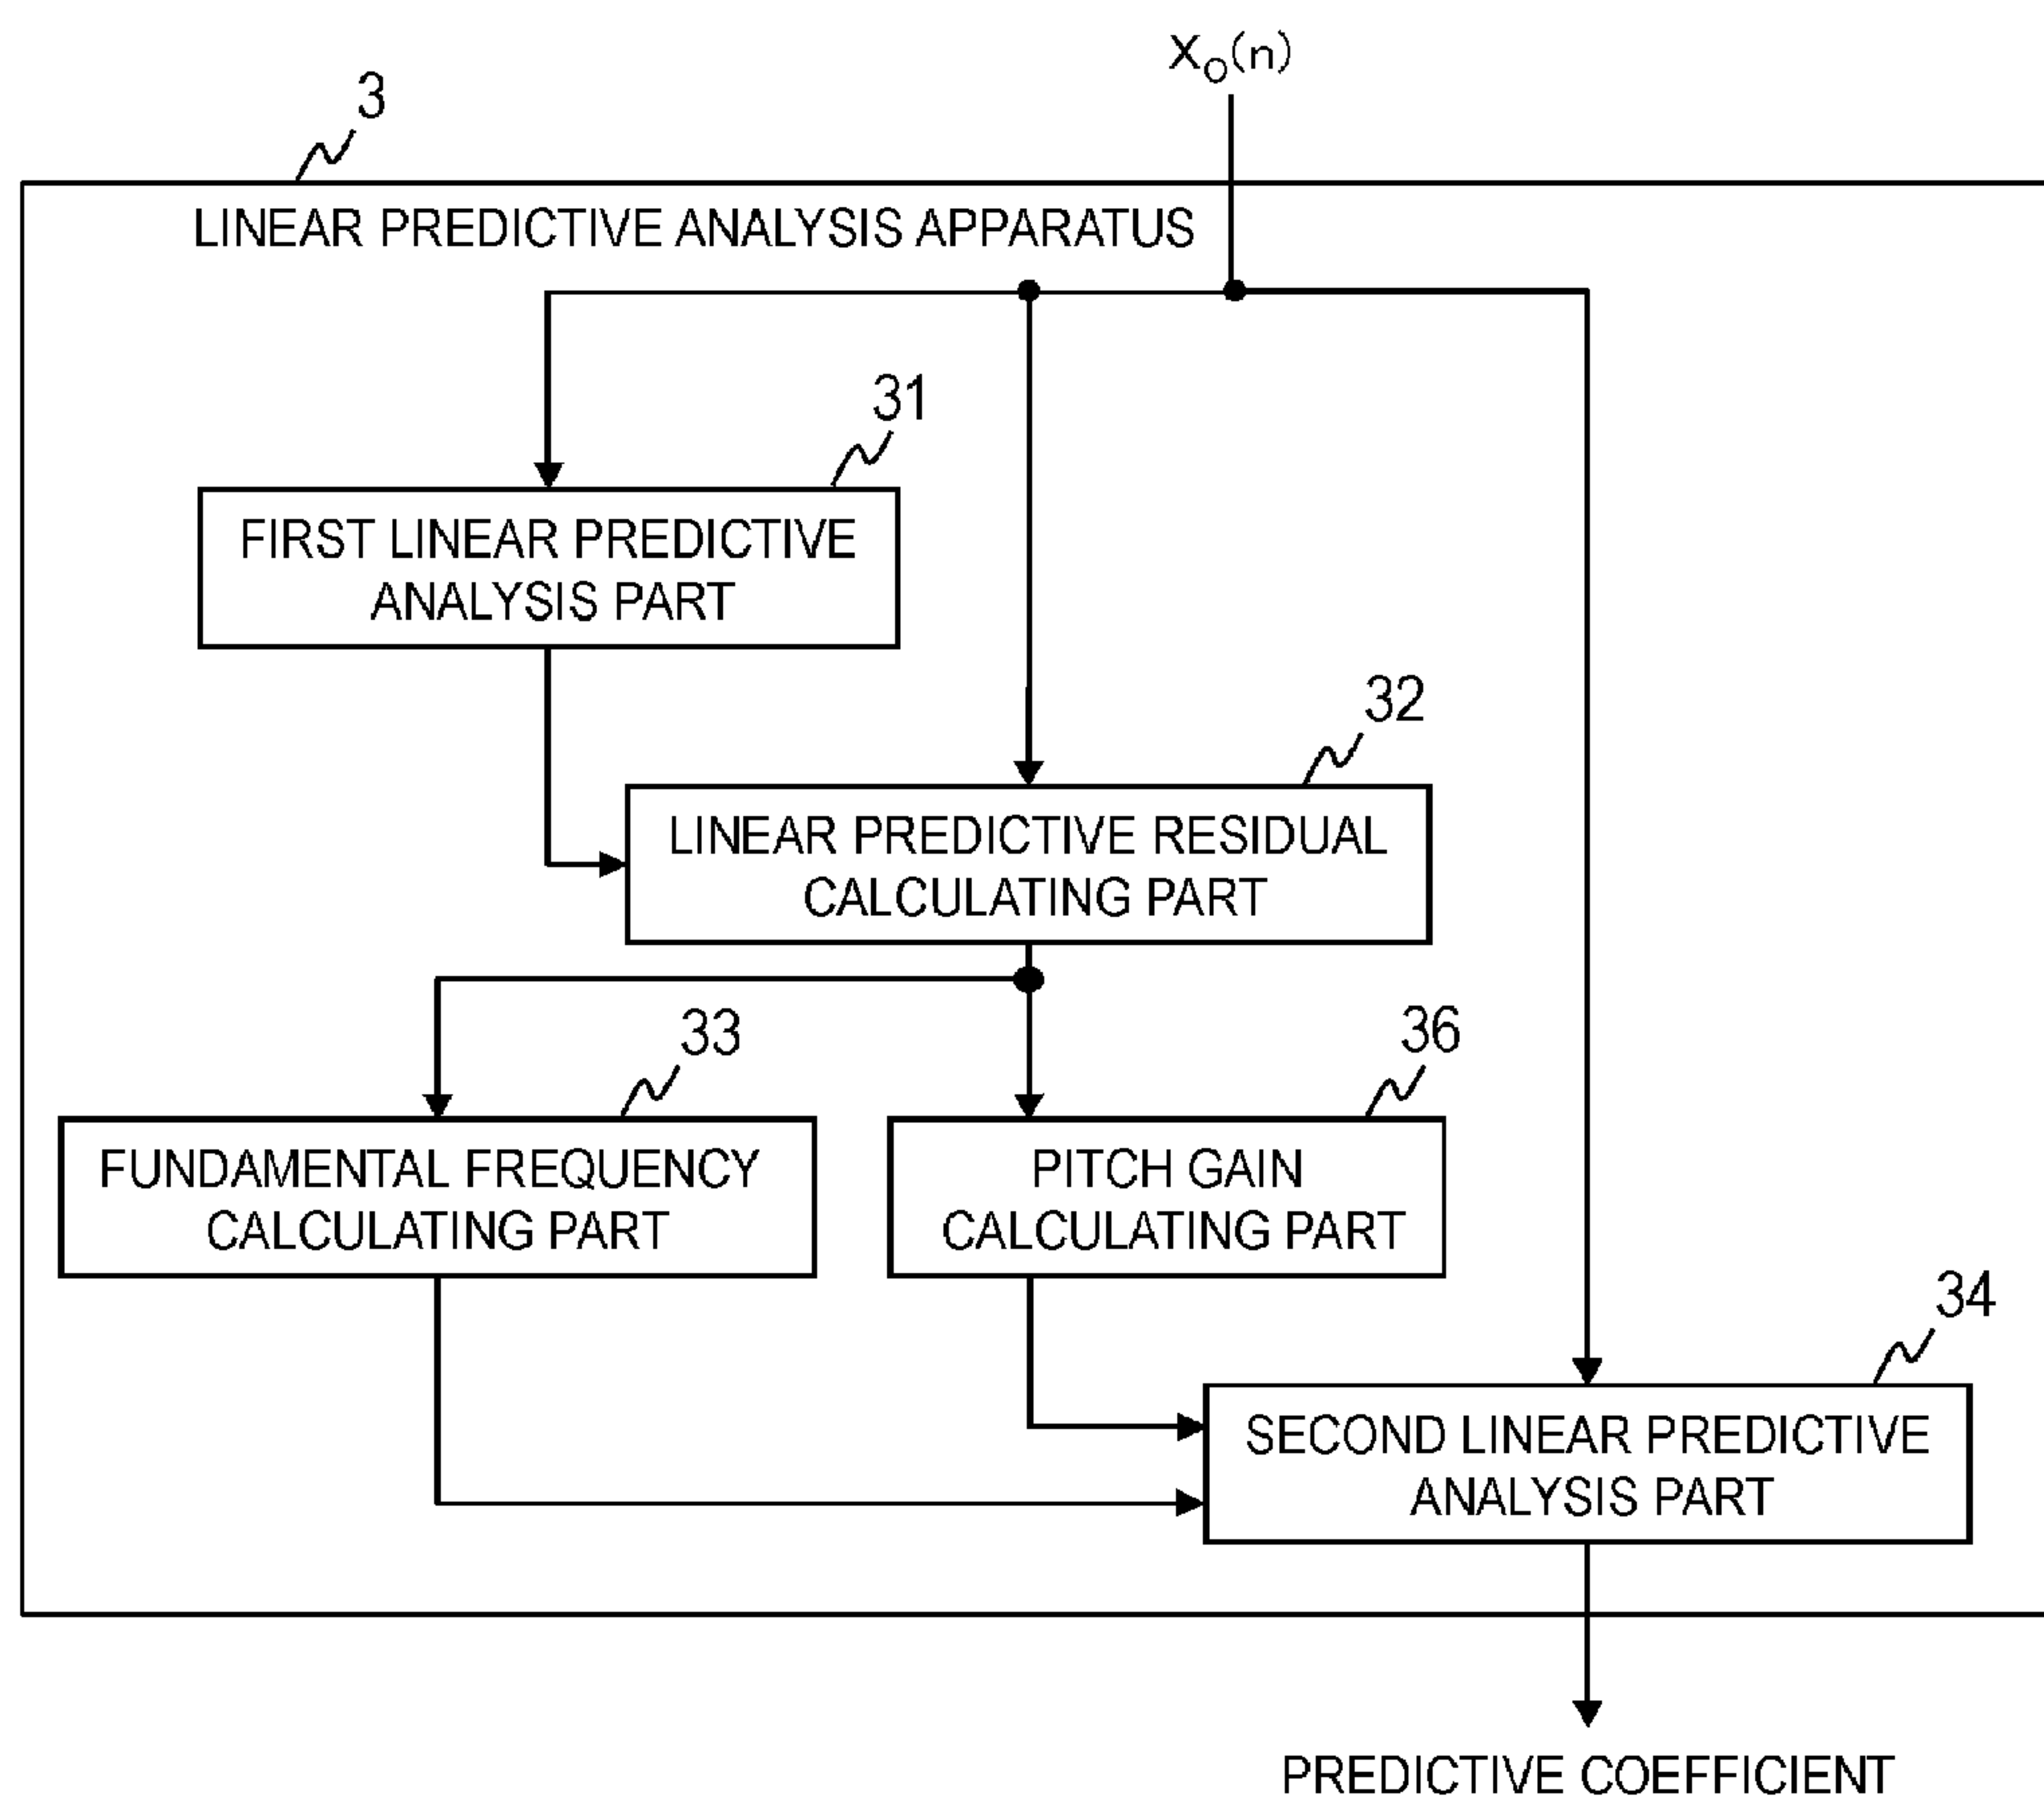 X_O(n)
3
LINEAR PREDICTIVE ANALYSIS APPARATUS
31
FIRST LINEAR PREDICTIVE
ANALYSIS PART
32
LINEAR PREDICTIVE RESIDUAL
CALCULATING PART
33
FUNDAMENTAL FREQUENCY
CALCULATING PART
36
PITCH GAIN
CALCULATING PART
34
SECOND LINEAR PREDICTIVE
ANALYSIS PART
PREDICTIVE COEFFICIENT